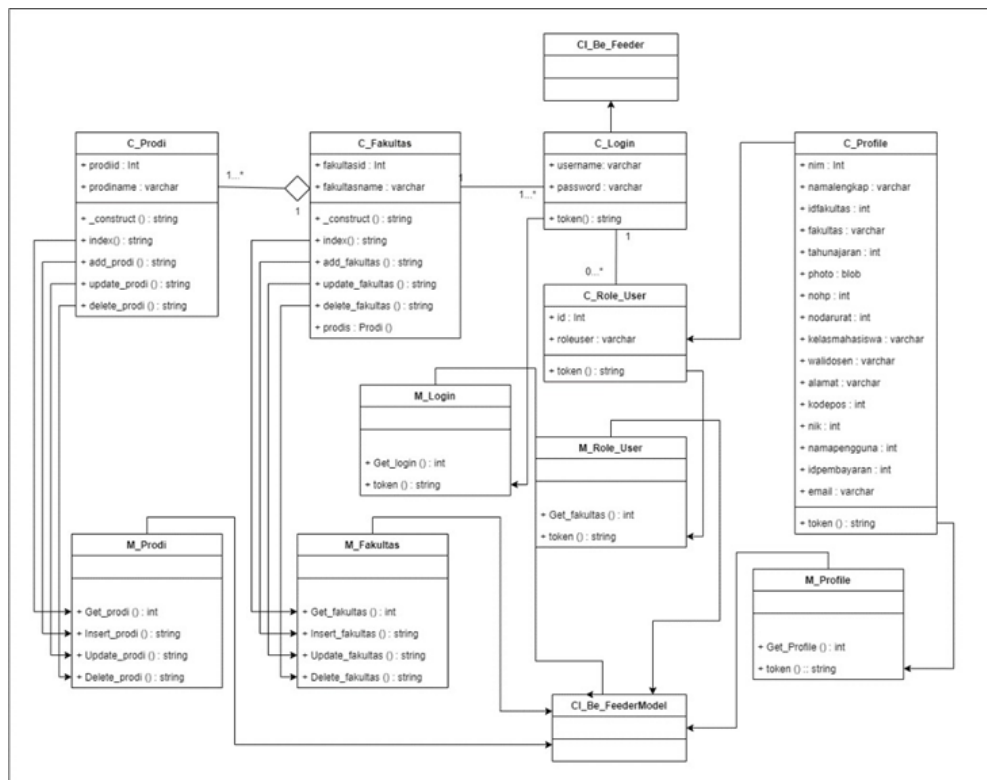 CI_Be_Feeder
C_Prodi
+ prodiid : Int
+ prodiname : varchar
+ _construct () : string
+ index() : string
+ add_prodi () : string
+ update_prodi () : string
+ delete_prodi () : string
1...*
1
C_Fakultas
+ fakultasid : Int
+ fakultasname : varchar
+ _construct () : string
+ index() : string
+ add_fakultas () : string
+ update_fakultas () : string
+ delete_fakultas () : string
+ prodis : Prodi ()
1
1...*
C_Login
+ username: varchar
+ password : varchar
+ token() : string
1
0...*
C_Role_User
+ id : Int
+ roleuser : varchar
+ token () : string
C_Profile
+ nim : Int
+ namalengkap : varchar
+ idfakultas : int
+ fakultas : varchar
+ tahunajaran : int
+ photo : blob
+ nohp : int
+ nodarurat : int
+ kelasmahasiswa : varchar
+ walidosen : varchar
+ alamat : varchar
+ kodepos : int
+ nik : int
+ namapengguna : int
+ idpembayaran : int
+ email : varchar
+ token () : string
M_Login
+ Get_login () : int
+ token () : string
M_Role_User
+ Get_fakultas () : int
+ token () : string
M_Prodi
+ Get_prodi () : int
+ Insert_prodi () : string
+ Update_prodi () : string
+ Delete_prodi () : string
M_Fakultas
+ Get_fakultas () : int
+ Insert_fakultas () : string
+ Update_fakultas () : string
+ Delete_fakultas () : string
M_Profile
+ Get_Profile () : int
+ token () :: string
CI_Be_FeederModel